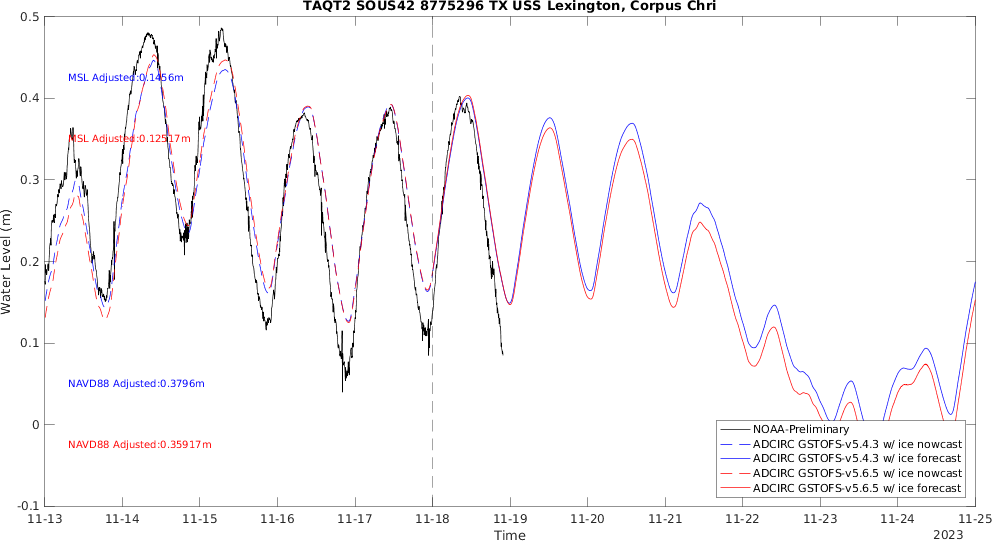 TAQT2 SOUS42 8775296 TX USS Lexington, Corpus Chri
0.5
0.4
0.3
0.2
0.1
0
-0.1
Water Level (m)
MSL Adjusted:0.1456m
MSL Adjusted:0.12517m
NAVD88 Adjusted:0.3796m
NAVD88 Adjusted:0.35917m
NOAA-Preliminary
ADCIRC GSTOFS-v5.4.3 w/ ice nowcast
ADCIRC GSTOFS-v5.4.3 w/ ice forecast
ADCIRC GSTOFS-v5.6.5 w/ ice nowcast
ADCIRC GSTOFS-v5.6.5 w/ ice forecast
11-13 11-14 11-15 11-16 11-17 11-18 11-19 11-20 11-21 11-22 11-23 11-24 11-25
Time
2023